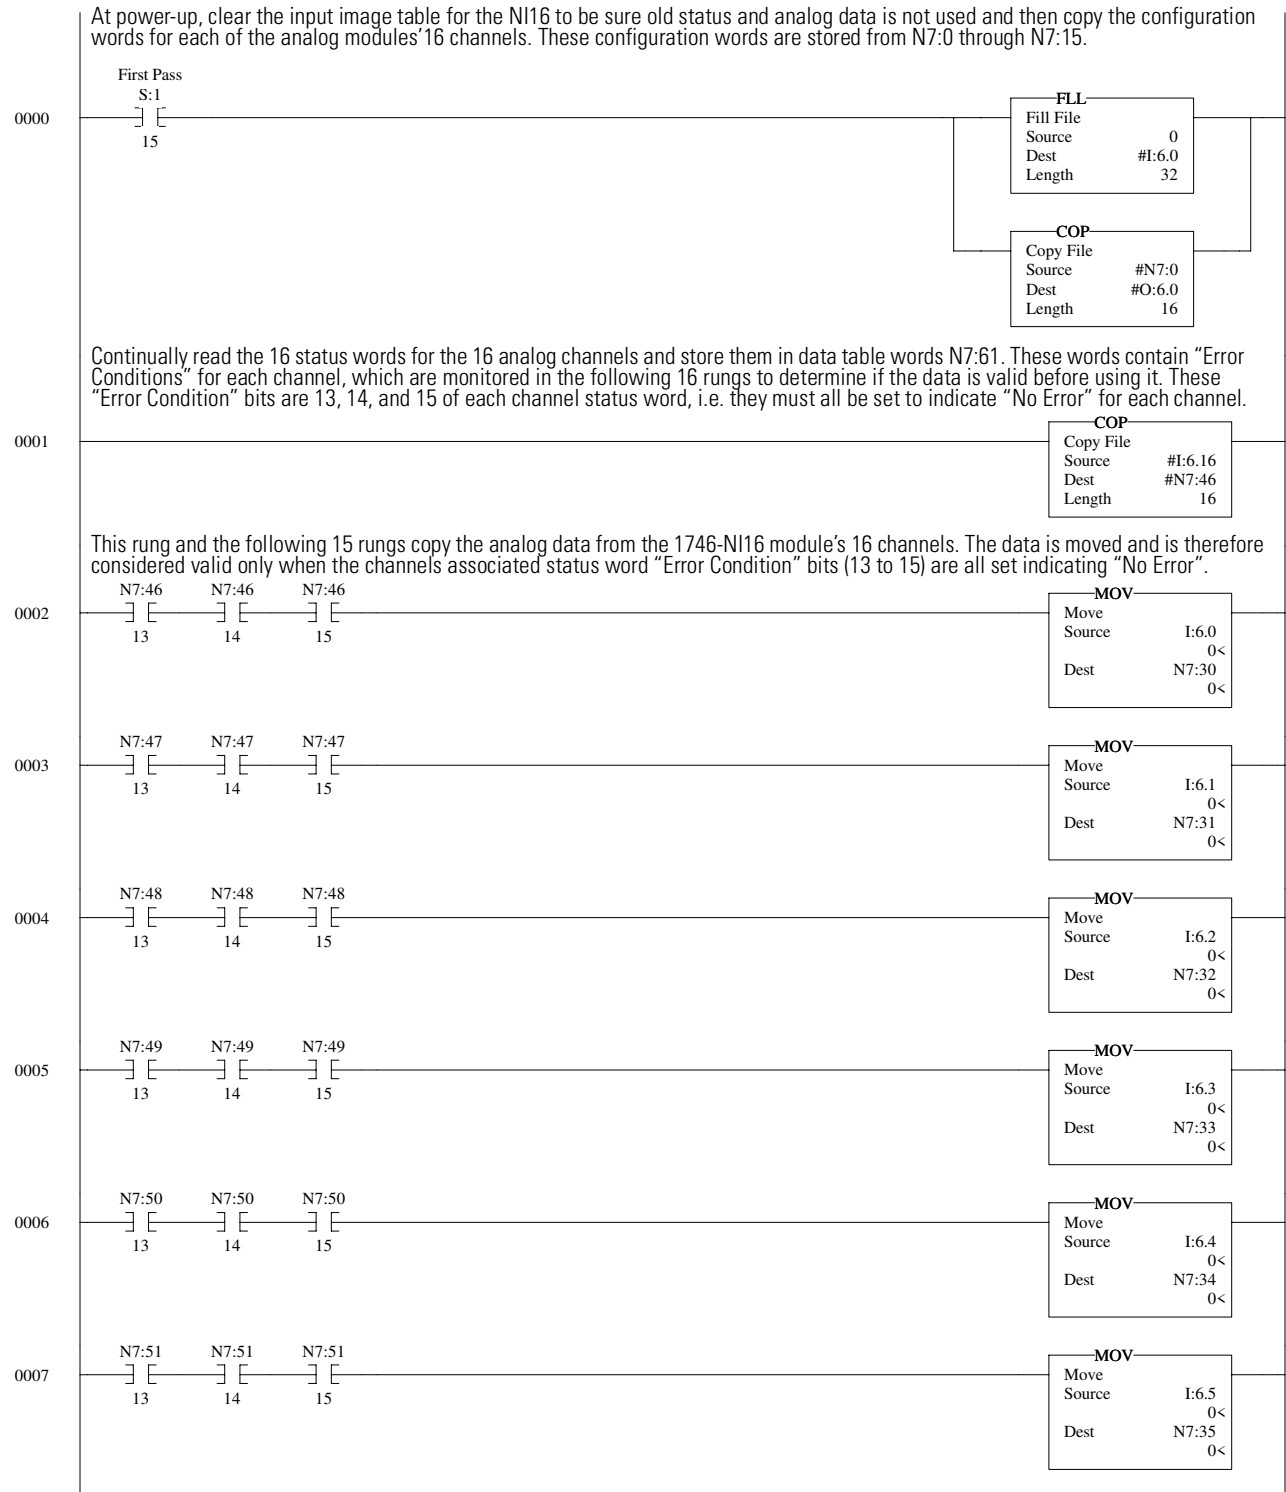 At power-up, clear the input image table for the NI16 to be sure old status and analog data is not used and then copy the configuration
words for each of the analog modules'16 channels. These configuration words are stored from N7:0 through N7:15.
First Pass
S:1
0000
15
FLL
Fill File
Source 0
Dest #I:6.0
Length 32
COP
Copy File
Source #N7:0
Dest #O:6.0
Length 16
Continually read the 16 status words for the 16 analog channels and store them in data table words N7:61. These words contain “Error
Conditions” for each channel, which are monitored in the following 16 rungs to determine if the data is valid before using it. These
“Error Condition” bits are 13, 14, and 15 of each channel status word, i.e. they must all be set to indicate “No Error” for each channel.
0001
COP
Copy File
Source #I:6.16
Dest #N7:46
Length 16
This rung and the following 15 rungs copy the analog data from the 1746-NI16 module's 16 channels. The data is moved and is therefore
considered valid only when the channels associated status word “Error Condition” bits (13 to 15) are all set indicating “No Error”.
N7:46 N7:46 N7:46
0002
13 14 15
MOV
Move
Source I:6.0
0<
Dest N7:30
0<
N7:47 N7:47 N7:47
0003
13 14 15
MOV
Move
Source I:6.1
0<
Dest N7:31
0<
N7:48 N7:48 N7:48
0004
13 14 15
MOV
Move
Source I:6.2
0<
Dest N7:32
0<
N7:49 N7:49 N7:49
0005
13 14 15
MOV
Move
Source I:6.3
0<
Dest N7:33
0<
N7:50 N7:50 N7:50
0006
13 14 15
MOV
Move
Source I:6.4
0<
Dest N7:34
0<
N7:51 N7:51 N7:51
0007
13 14 15
MOV
Move
Source I:6.5
0<
Dest N7:35
0<